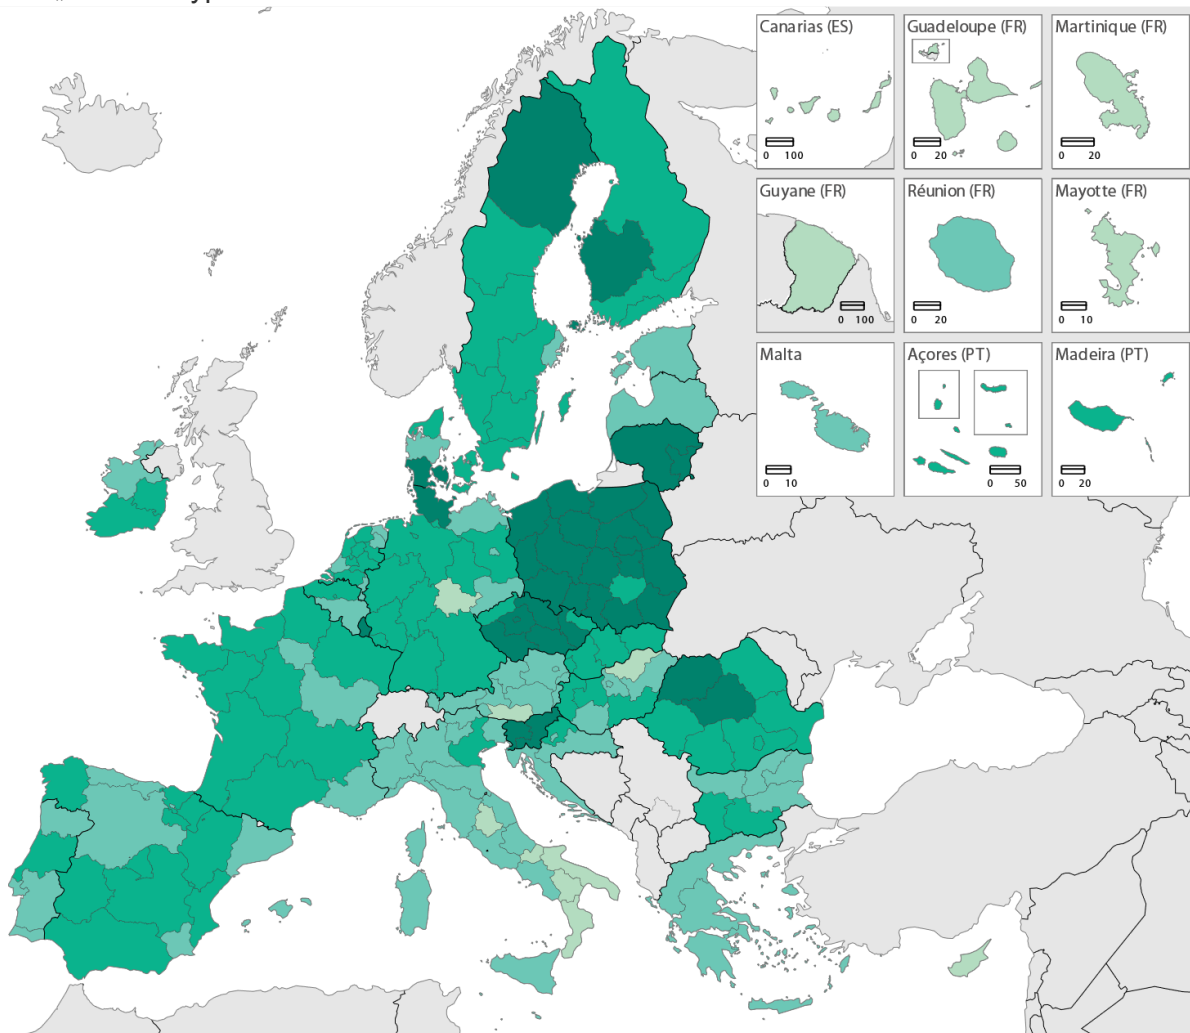 Canarias (ES)
0 100
Guadeloupe (FR)
0 20
Martinique (FR)
0 20
Guyane (FR)
0 100
Réunion (FR)
0 20
Mayotte (FR)
0 10
Malta
0 10
Açores (PT)
0 50
Madeira (PT)
0 20